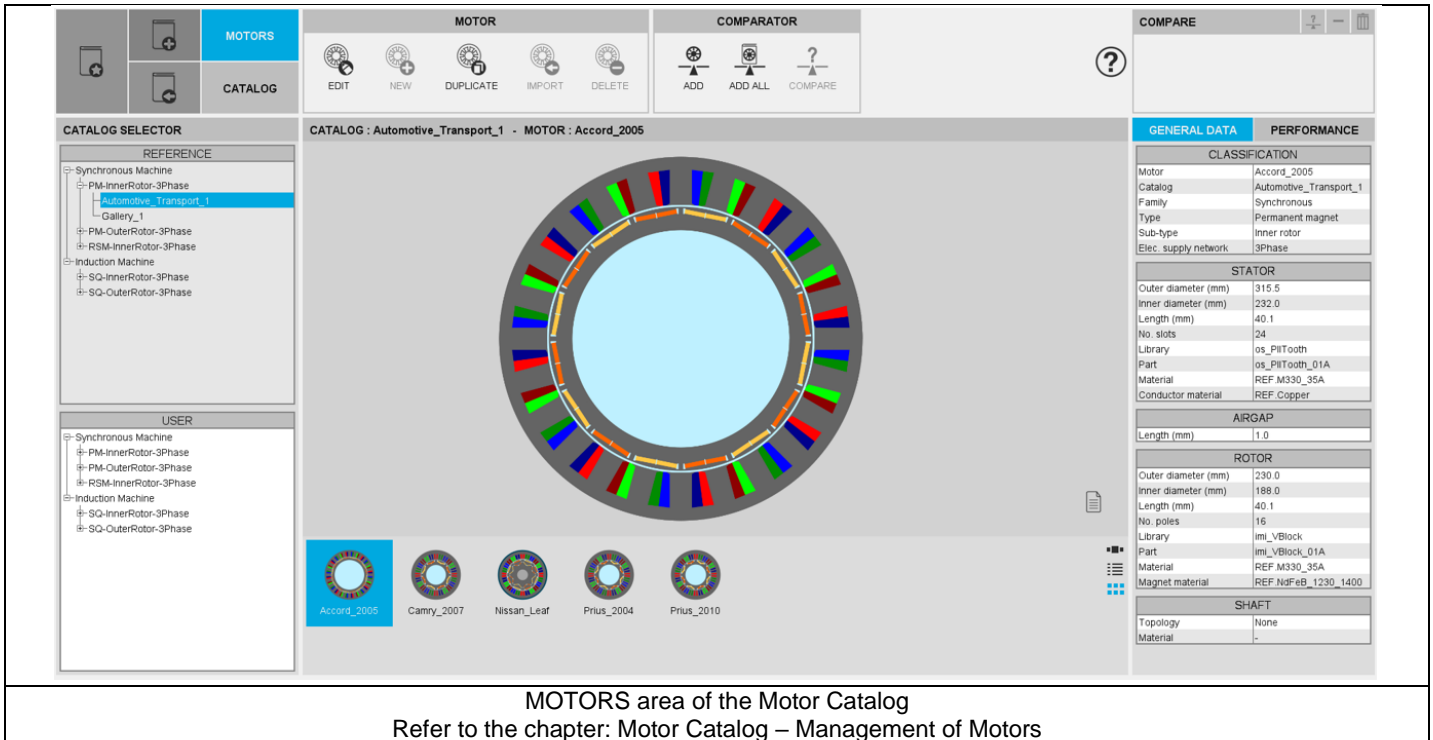 MOTORS
CATALOG
MOTOR
EDIT
NEW
DUPLICATE
IMPORT
DELETE
COMPARATOR
ADD
ADD ALL
?
COMPARE
?
COMPARE
?
CATALOG SELECTOR
REFERENCE
Synchronous Machine
PM-InnerRotor-3Phase
Automotive_Transport_1
Gallery_1
PM-OuterRotor-3Phase
RSM-InnerRotor-3Phase
Induction Machine
SQ-InnerRotor-3Phase
SQ-OuterRotor-3Phase
USER
Synchronous Machine
PM-InnerRotor-3Phase
PM-OuterRotor-3Phase
RSM-InnerRotor-3Phase
Induction Machine
SQ-InnerRotor-3Phase
SQ-OuterRotor-3Phase
CATALOG : Automotive_Transport_1 - MOTOR : Accord_2005
Accord_2005
Camry_2007
Nissan_Leaf
Prius_2004
Prius_2010
GENERAL DATA
PERFORMANCE
CLASSIFICATION
Motor Accord_2005
Catalog Automotive_Transport_1
Family Synchronous
Type Permanent magnet
Sub-type Inner rotor
Elec. supply network 3Phase
STATOR
Outer diameter (mm) 315.5
Inner diameter (mm) 232.0
Length (mm) 40.1
No. slots 24
Library os_PllTooth
Part os_PllTooth_01A
Material REF.M330_35A
Conductor material REF.Copper
AIRGAP
Length (mm) 1.0
ROTOR
Outer diameter (mm) 230.0
Inner diameter (mm) 188.0
Length (mm) 40.1
No. poles 16
Library imi_VBlock
Part imi_VBlock_01A
Material REF.M330_35A
Magnet material REF.NdFeB_1230_1400
SHAFT
Topology None
Material -
MOTORS area of the Motor Catalog
Refer to the chapter: Motor Catalog – Management of Motors